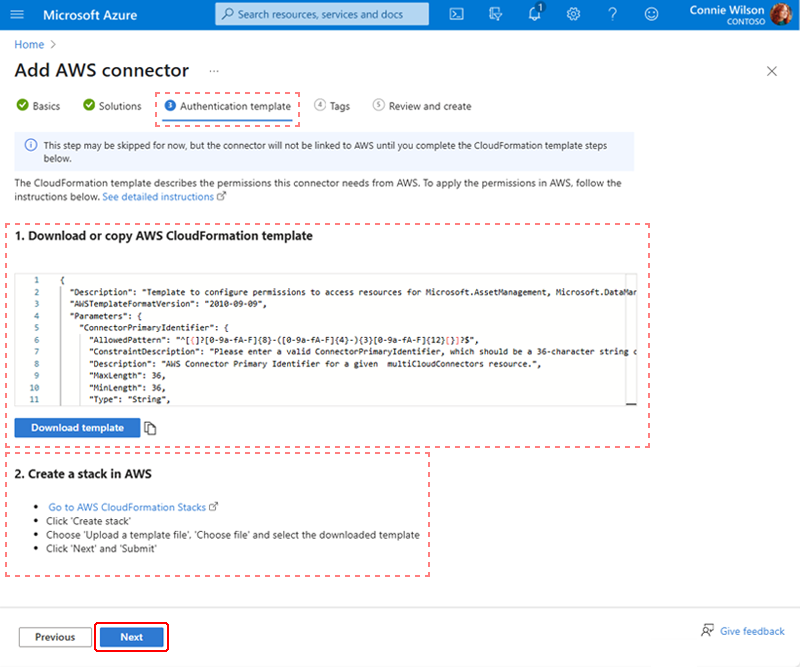 Microsoft Azure
Search resources, services and docs
1
Connie Wilson
CONTOSO
Home
Add AWS connector
Basics
Solutions
3 Authentication template
4 Tags
5 Review and create
This step may be skipped for now, but the connector will not be linked to AWS until you complete the CloudFormation template steps
below.
The CloudFormation template describes the permissions this connector needs from AWS. To apply the permissions in AWS, follow the
instructions below. See detailed instructions
1. Download or copy AWS CloudFormation template
1 {
2 "Description": "Template to configure permissions to access resources for Microsoft.AssetManagement, Microsoft.DataMar
3 "AWSTemplateFormatVersion": "2010-09-09",
4 "Parameters": {
5 "ConnectorPrimaryIdentifier": {
6 "AllowedPattern": "^[{]?[0-9a-fA-F]{8}-([0-9a-fA-F]{4}-){3}[0-9a-fA-F]{12}[}]?$",
7 "ConstraintDescription": "Please enter a valid ConnectorPrimaryIdentifier, which should be a 36-character string
8 "Description": "AWS Connector Primary Identifier for a given multiCloudConnectors resource.",
9 "MaxLength": 36,
10 "MinLength": 36,
11 "Type": "String",
Download template
2. Create a stack in AWS
• Go to AWS CloudFormation Stacks
• Click 'Create stack'
• Choose 'Upload a template file', 'Choose file' and select the downloaded template
• Click 'Next' and 'Submit'
Previous
Next
Give feedback